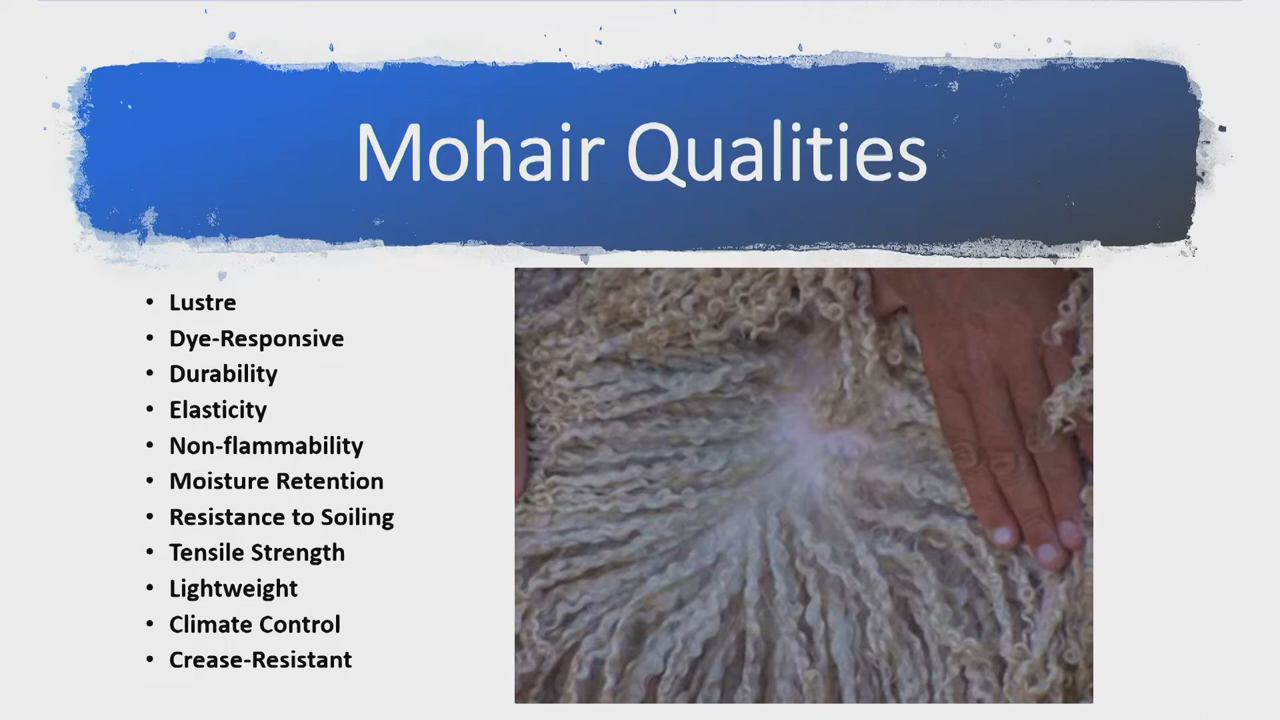 Mohair Qualities
• Lustre
• Dye-Responsive
• Durability
• Elasticity
• Non-flammability
• Moisture Retention
• Resistance to Soiling
• Tensile Strength
• Lightweight
• Climate Control
• Crease-Resistant